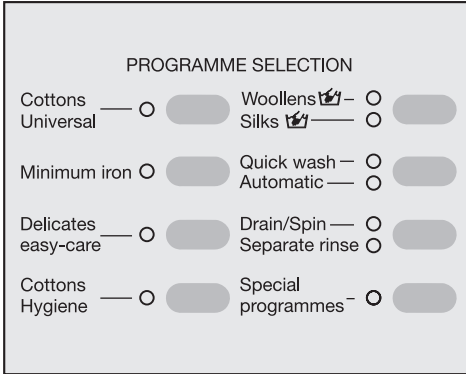 PROGRAMME SELECTION
Cottons
Universal
Minimum iron
Delicates
easy-care
Cottons
Hygiene
Woollens
Silks
Quick wash
Automatic
Drain/Spin
Separate rinse
Special
programmes